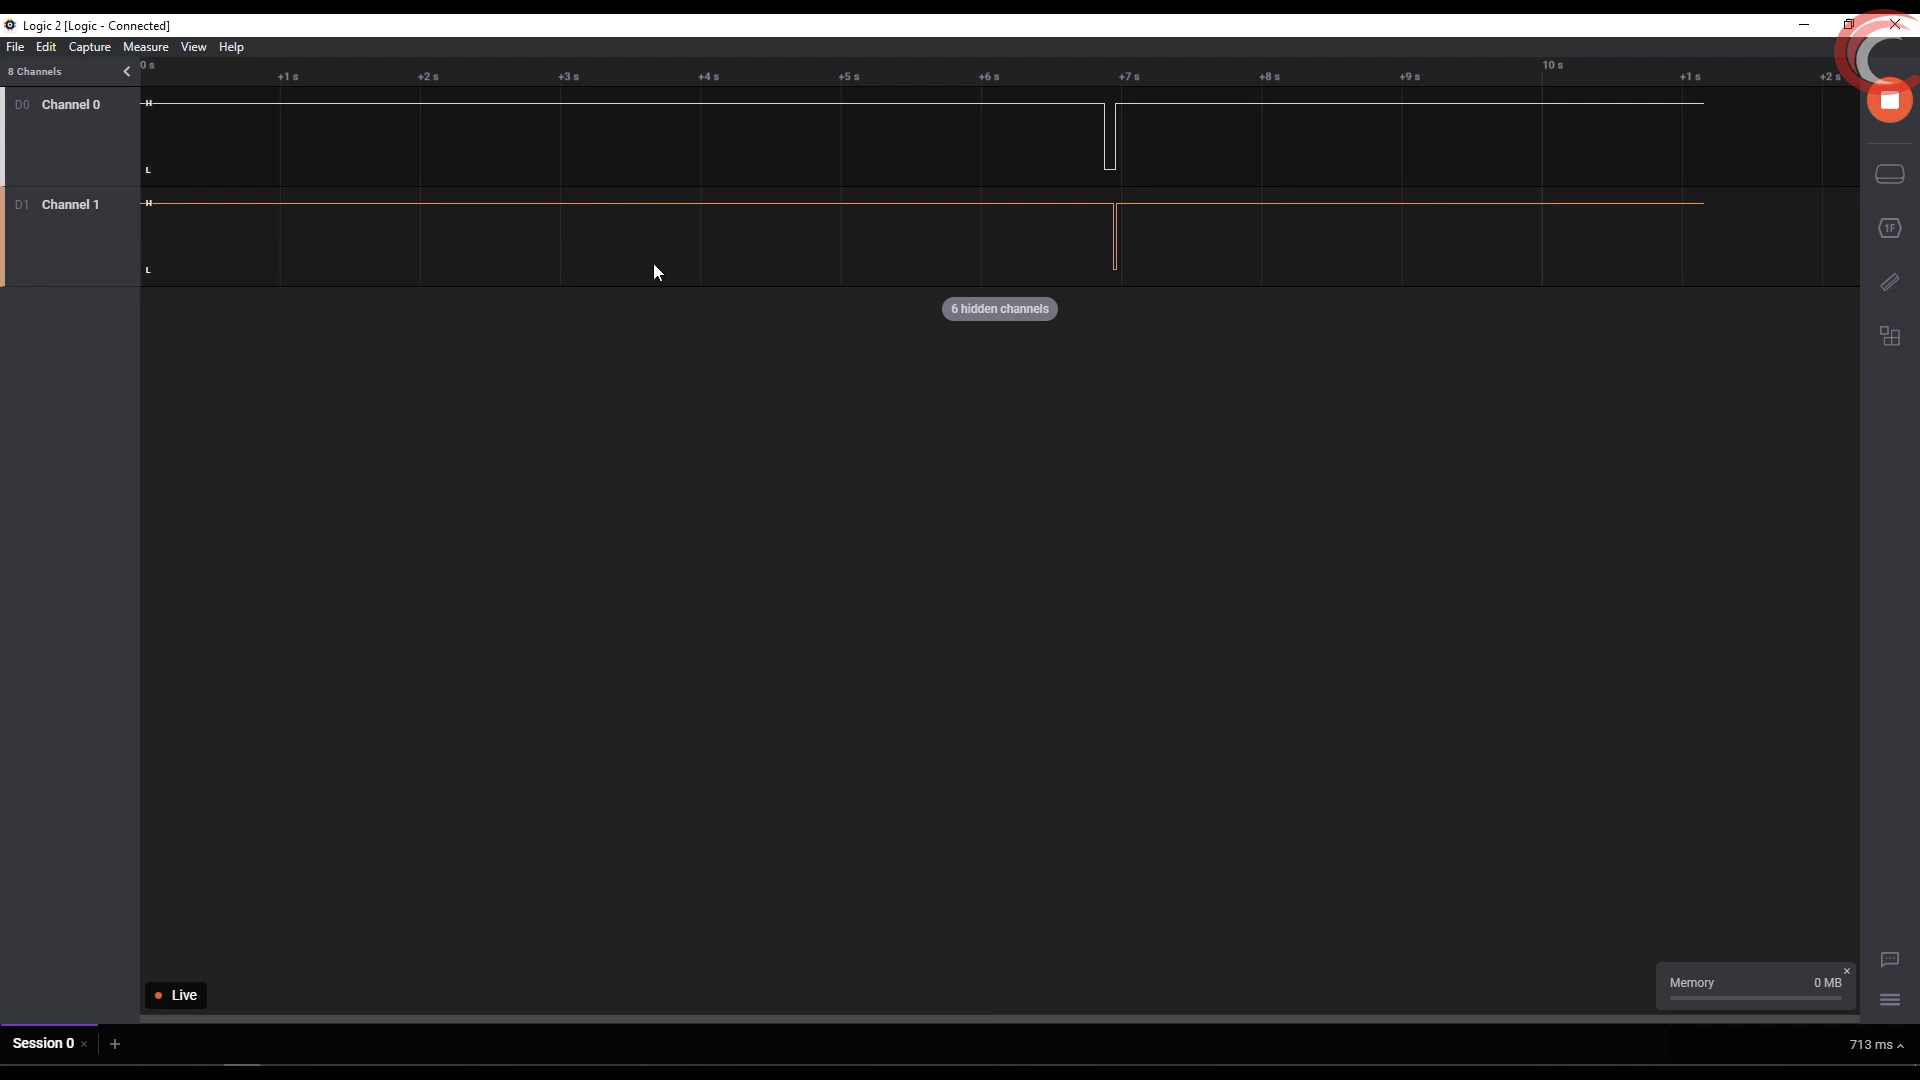 Logic 2 [Logic - Connected]
File Edit Capture Measure View Help
8 Channels
0 s
10 s
+1 s +2 s +3 s +4 s +5 s +6 s +7 s +8 s +9 s +1 s +2 s
D0 Channel 0
H
L
D1 Channel 1
H
L
6 hidden channels
1F
Live
Memory 0 MB
Session 0
713 ms